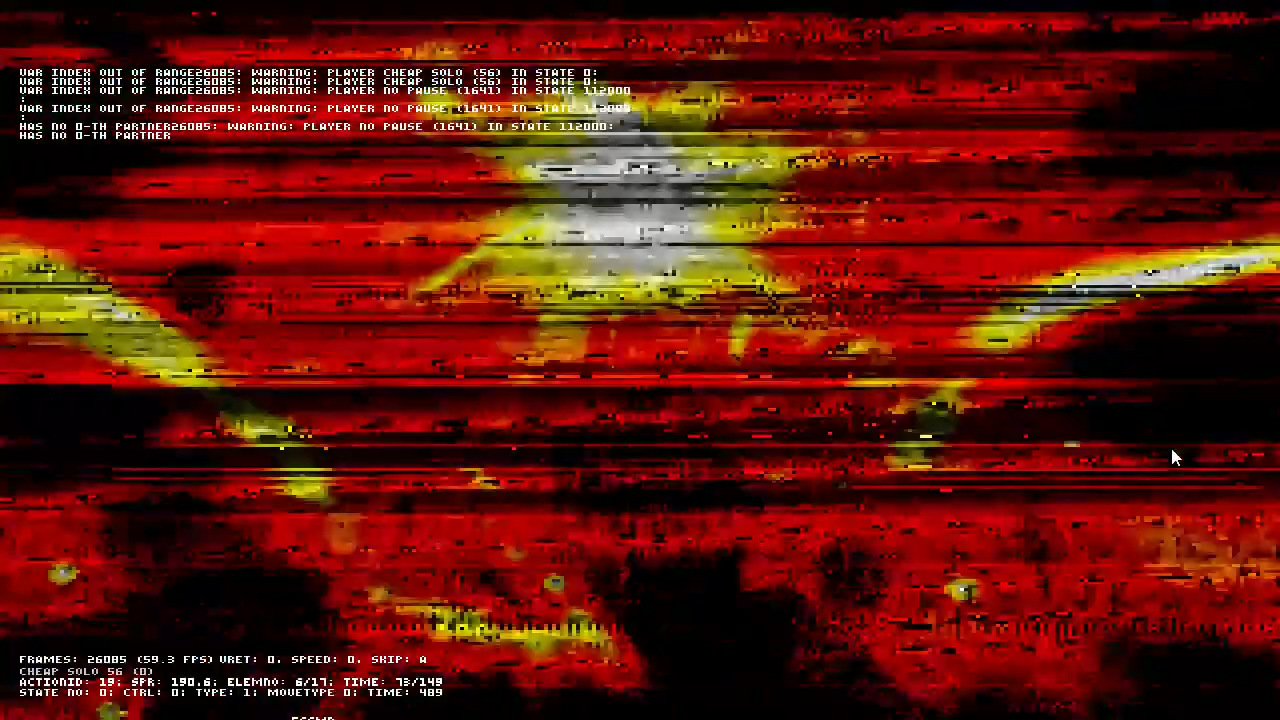 VAR INDEX OUT OF RANGE26085: WARNING: PLAYER CHEAP SOLO (56) IN STATE 0:
VAR INDEX OUT OF RANGE26085: WARNING: PLAYER CHEAP SOLO (56) IN STATE 0:
VAR INDEX OUT OF RANGE26085: WARNING: PLAYER NO PAUSE (1641) IN STATE 112000
:
VAR INDEX OUT OF RANGE26085: WARNING: PLAYER NO PAUSE (1641) IN STATE 112000
:
HAS NO 0-TH PARTNER26085: WARNING: PLAYER NO PAUSE (1641) IN STATE 112000:
HAS NO 0-TH PARTNER
FRAMES: 26085 (59.3 FPS) VRET: 0. SPEED: 0. SKIP: A
CHEAP SOLO 56 (0)
ACTIONID: 19; SPR: 190,6; ELEMNO: 6/17; TIME: 73/149
STATE NO: 0; CTRL: 0; TYPE: 1; MOVETYPE 0; TIME: 489